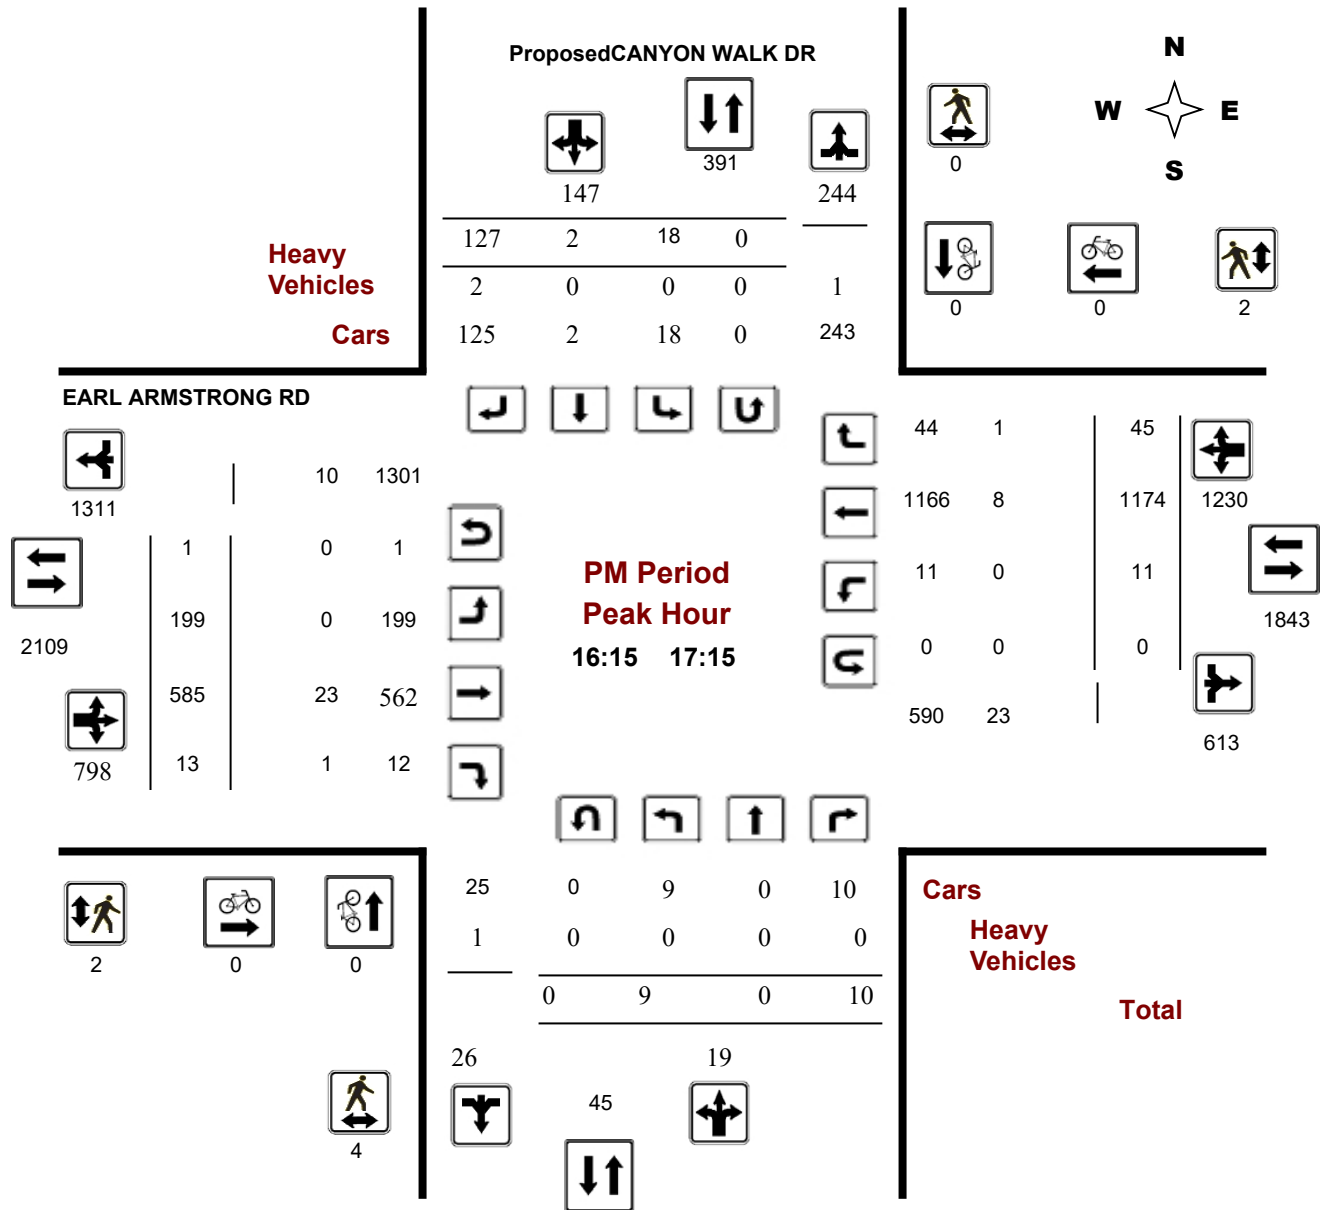 ProposedCANYON WALK DR
N
W E
S
391
0
147 244
127 2 18 0
Heavy
Vehicles
2 0 0 0 1
0 0 2
Cars
125 2 18 0 243
EARL ARMSTRONG RD
44 1 45
10 1301
1311
1166 8 1174 1230
1 0 1
PM Period
Peak Hour
16:15 17:15
11 0 11
199 0 199
1843
2109
0 0 0
585 23 562
590 23
613
798 13 1 12
25 0 9 0 10
Cars
1 0 0 0 0
Heavy
Vehicles
2 0 0
0 9 0 10
Total
26 19
45
4